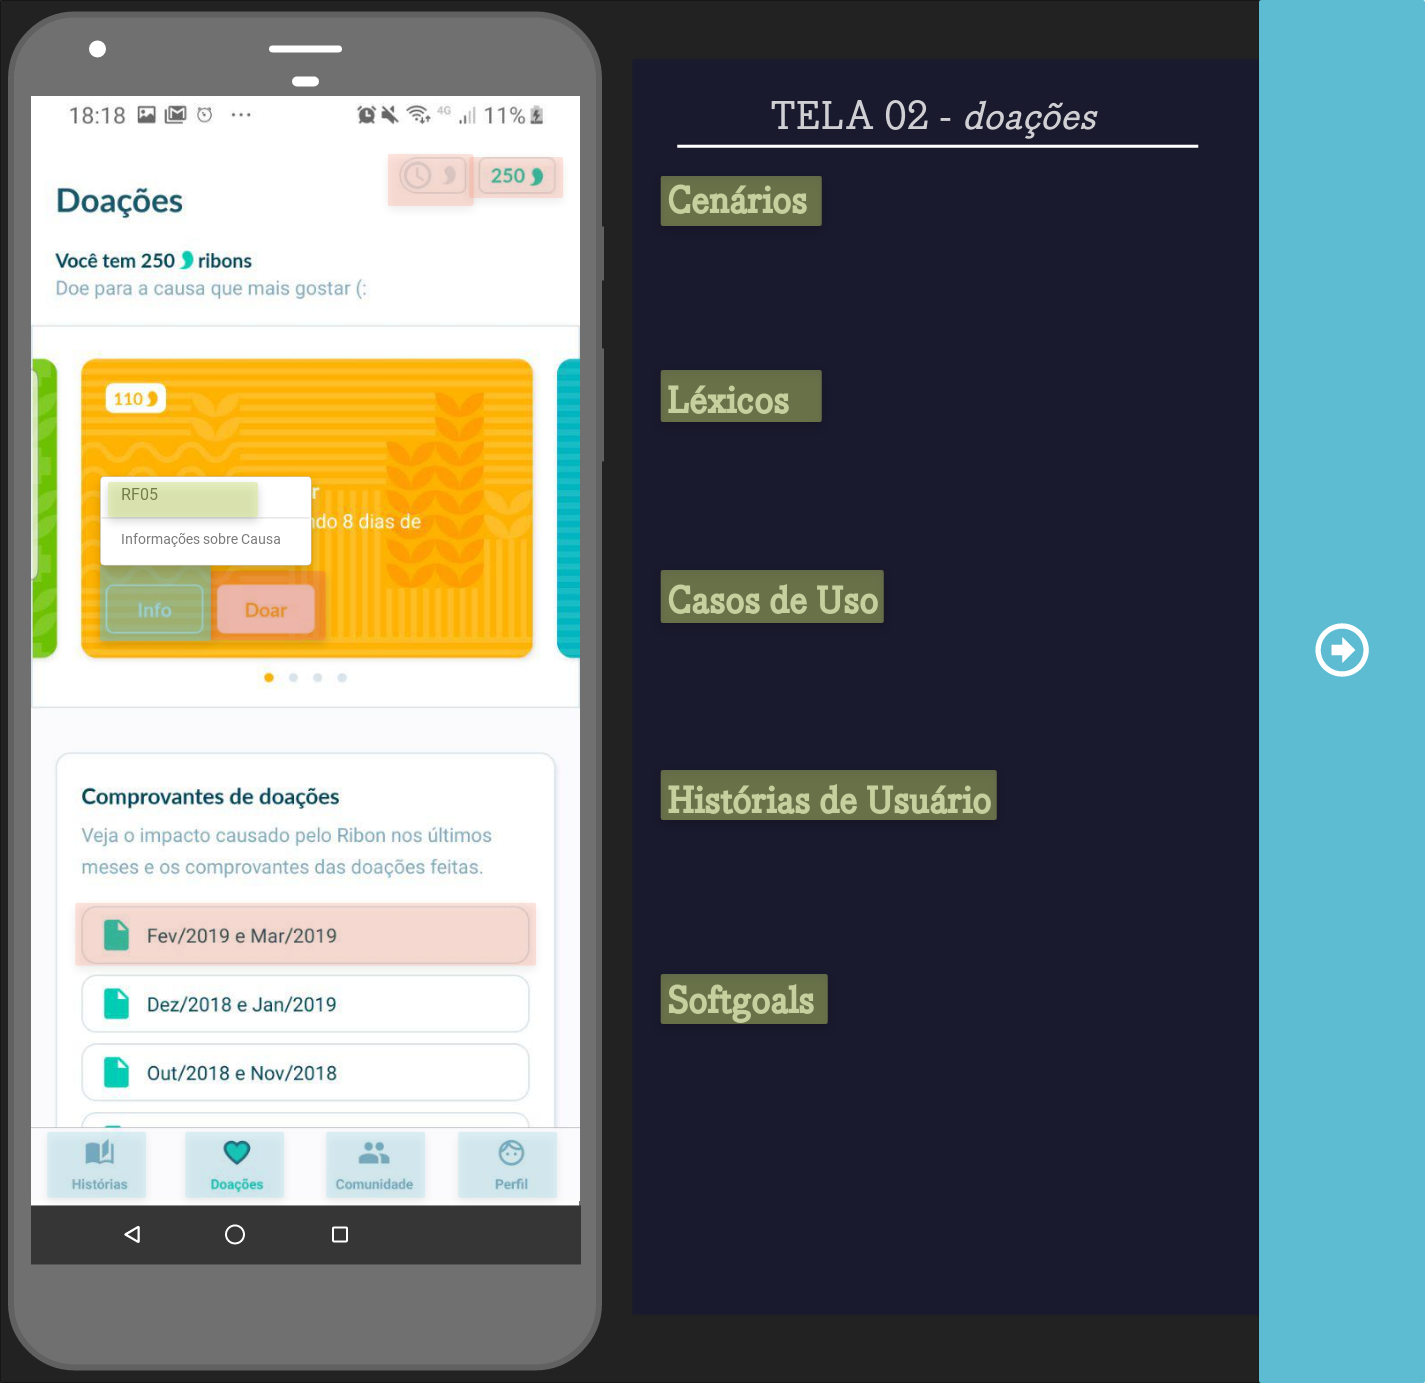 18:18
4G
11%
250
Doações
Você tem 250 ribons
Doe para a causa que mais gostar (:
110
RF05
r
ndo 8 dias de
Informações sobre Causa
Info
Doar
Comprovantes de doações
Veja o impacto causado pelo Ribon nos últimos
meses e os comprovantes das doações feitas.
Fev/2019 e Mar/2019
Dez/2018 e Jan/2019
Out/2018 e Nov/2018
Histórias
Doações
Comunidade
Perfil
TELA 02 - doações
Cenários
Léxicos
Casos de Uso
Histórias de Usuário
Softgoals